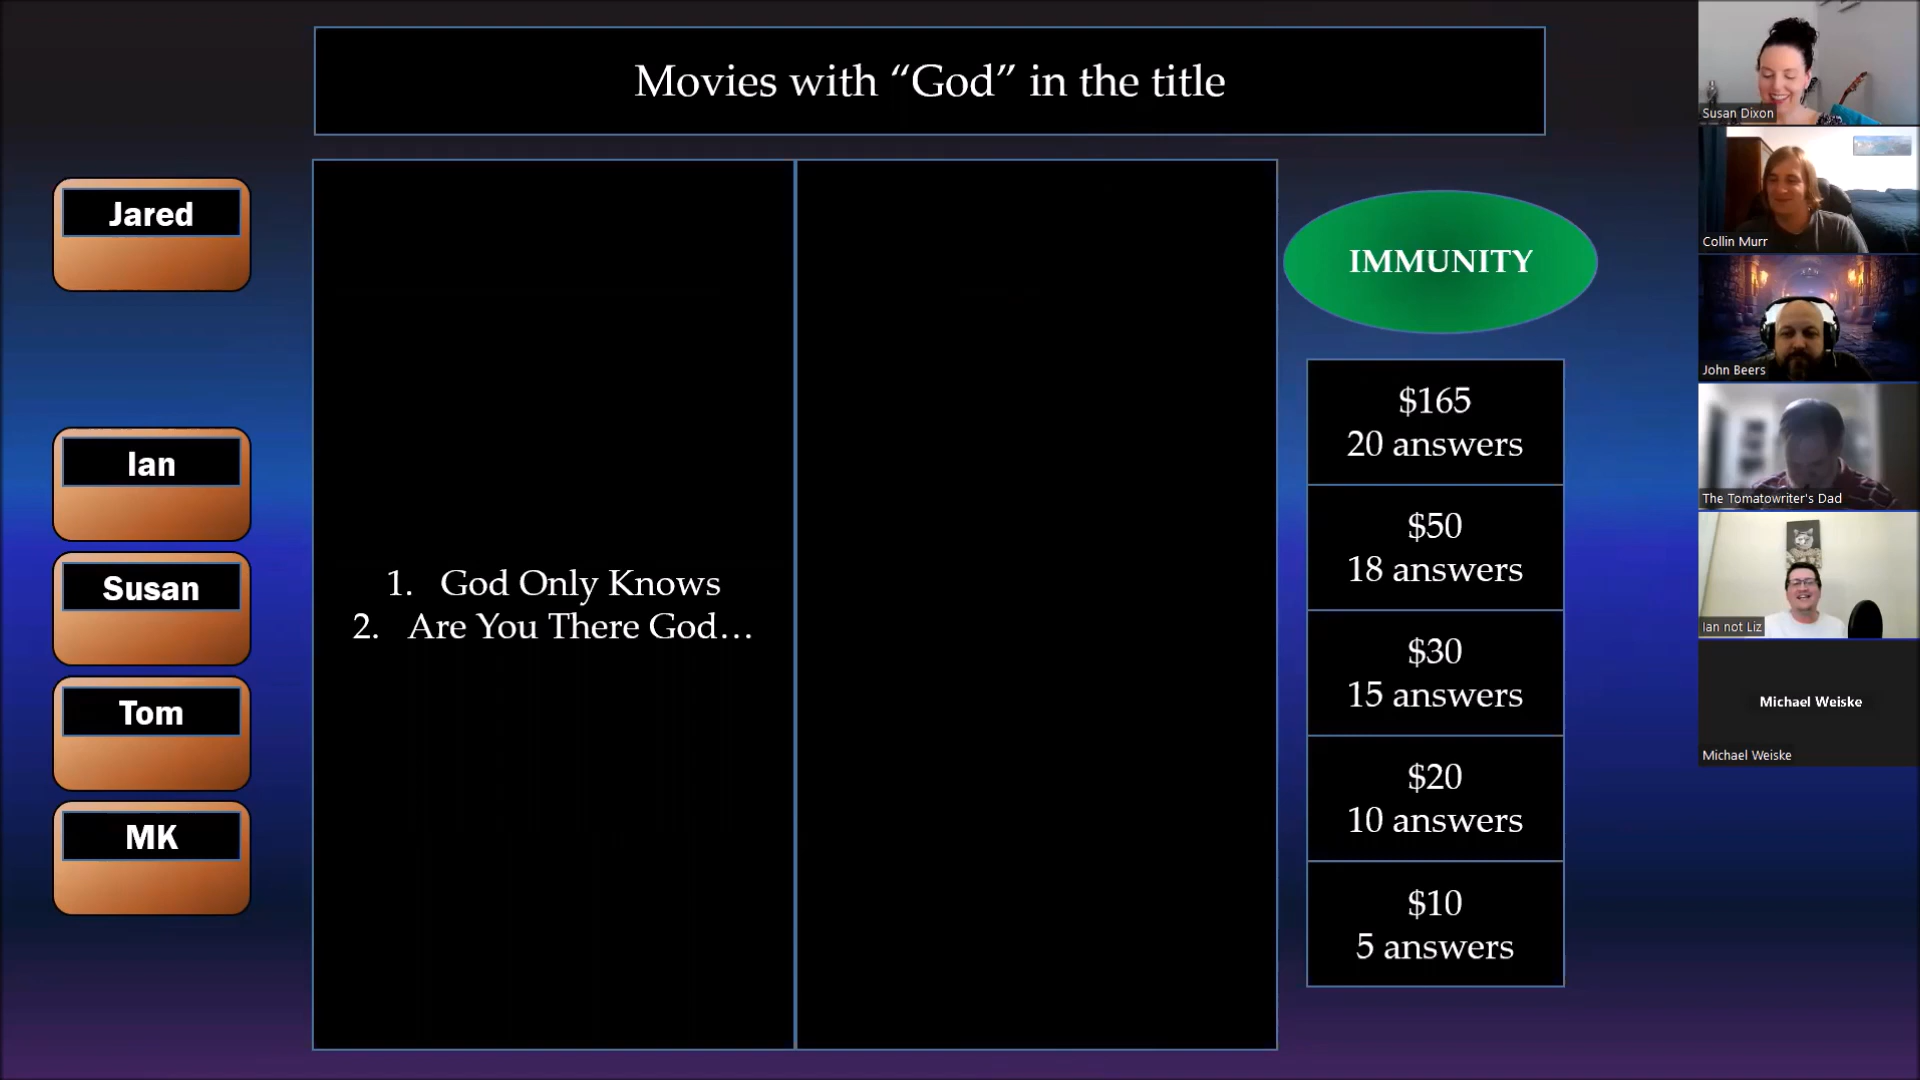 Movies with “God” in the title
Jared
Ian
Susan
Tom
MK
1. God Only Knows
2. Are You There God…
IMMUNITY
$165
20 answers
$50
18 answers
$30
15 answers
$20
10 answers
$10
5 answers
Susan Dixon
Collin Murr
John Beers
The Tomatowriter's Dad
Ian not Liz
Michael Weiske
Michael Weiske